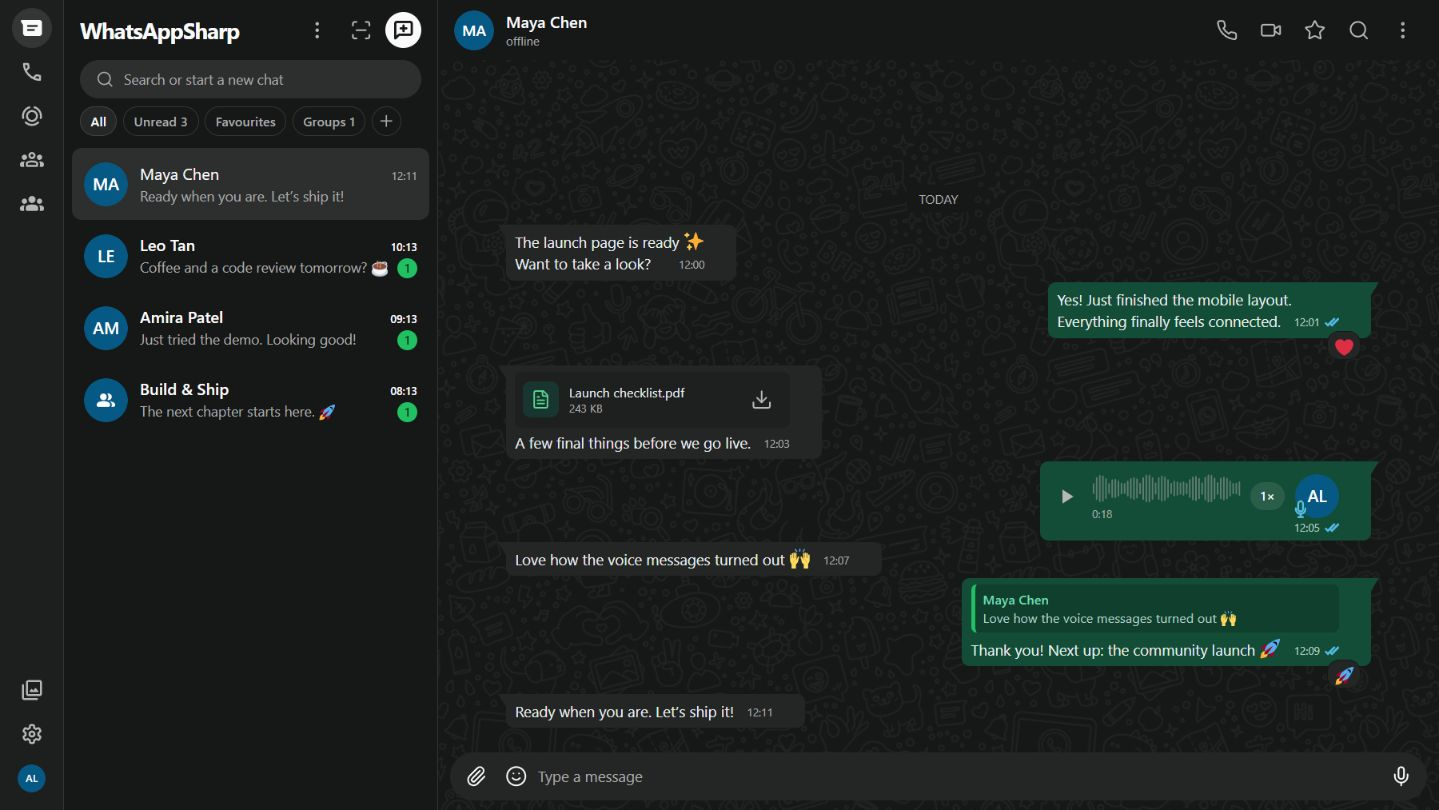 WhatsAppSharp
Search or start a new chat
All
Unread 3
Favourites
Groups 1
MA
Maya Chen
12:11
Ready when you are. Let's ship it!
LE
Leo Tan
10:13
Coffee and a code review tomorrow? ☕
1
AM
Amira Patel
09:13
Just tried the demo. Looking good!
1
Build & Ship
08:13
The next chapter starts here. 🚀
1
AL
MA
Maya Chen
offline
TODAY
The launch page is ready ✨
Want to take a look? 12:00
Yes! Just finished the mobile layout.
Everything finally feels connected. 12:01
Launch checklist.pdf
243 KB
A few final things before we go live. 12:03
1×
AL
0:18
12:05
Love how the voice messages turned out 🙌 12:07
Maya Chen
Love how the voice messages turned out 🙌
Thank you! Next up: the community launch 🚀 12:09
Ready when you are. Let's ship it! 12:11
Type a message